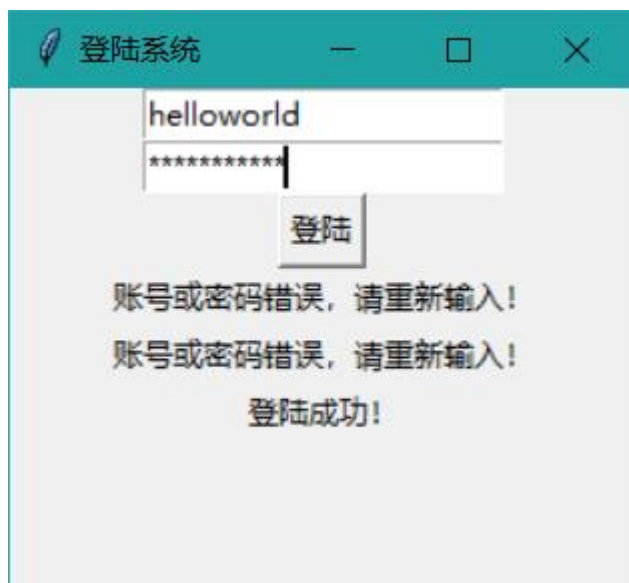 登陆系统
helloworld
***********
登陆
账号或密码错误，请重新输入！
账号或密码错误，请重新输入！
登陆成功！